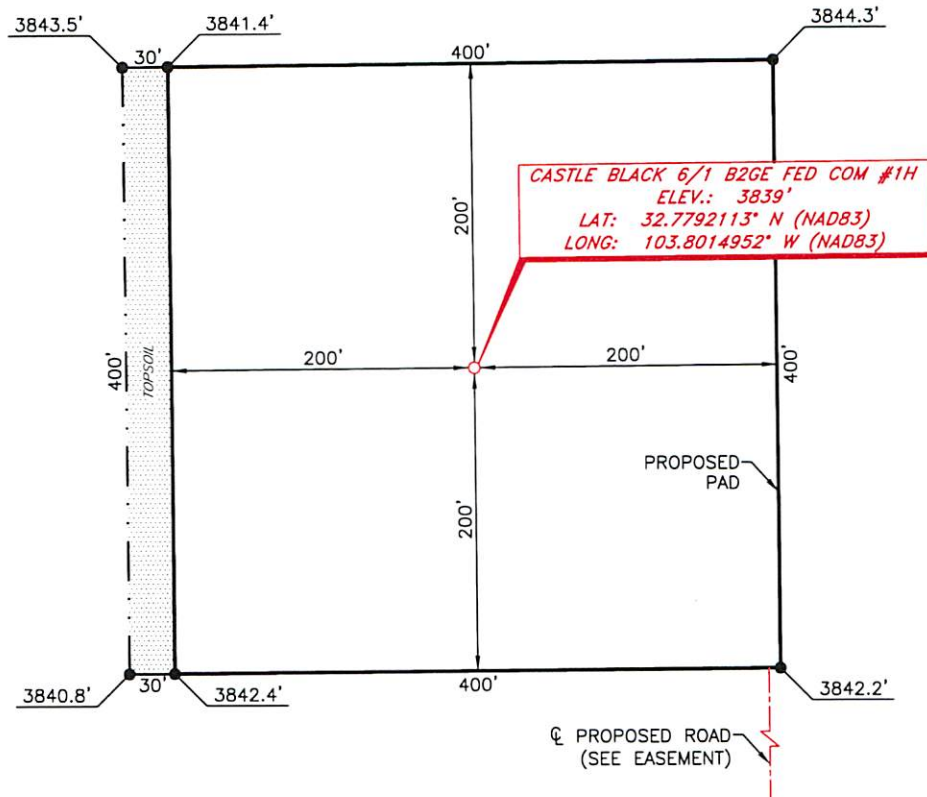 3843.5'
3841.4'
3844.3'
30'
400'
CASTLE BLACK 6/1 B2GE FED COM #1H
ELEV.: 3839'
LAT: 32.7792113° N (NAD83)
LONG: 103.8014952° W (NAD83)
200'
400'
TOPSOIL
200'
200'
400'
PROPOSED
PAD
200'
3840.8'
30'
3842.4'
400'
3842.2'
℄ PROPOSED ROAD
(SEE EASEMENT)